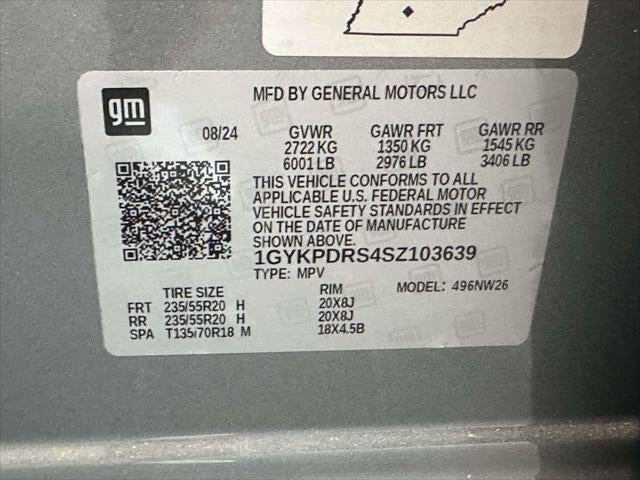 gm
MFD BY GENERAL MOTORS LLC
08/24 GVWR GAWR FRT GAWR RR
2722 KG 1350 KG 1545 KG
6001 LB 2976 LB 3406 LB
THIS VEHICLE CONFORMS TO ALL
APPLICABLE U.S. FEDERAL MOTOR
VEHICLE SAFETY STANDARDS IN EFFECT
ON THE DATE OF MANUFACTURE
SHOWN ABOVE.
1GYKPDRS4SZ103639
TYPE: MPV MODEL: 496NW26
TIRE SIZE RIM
FRT 235/55R20 H 20X8J
RR 235/55R20 H 20X8J
SPA T135/70R18 M 18X4.5B